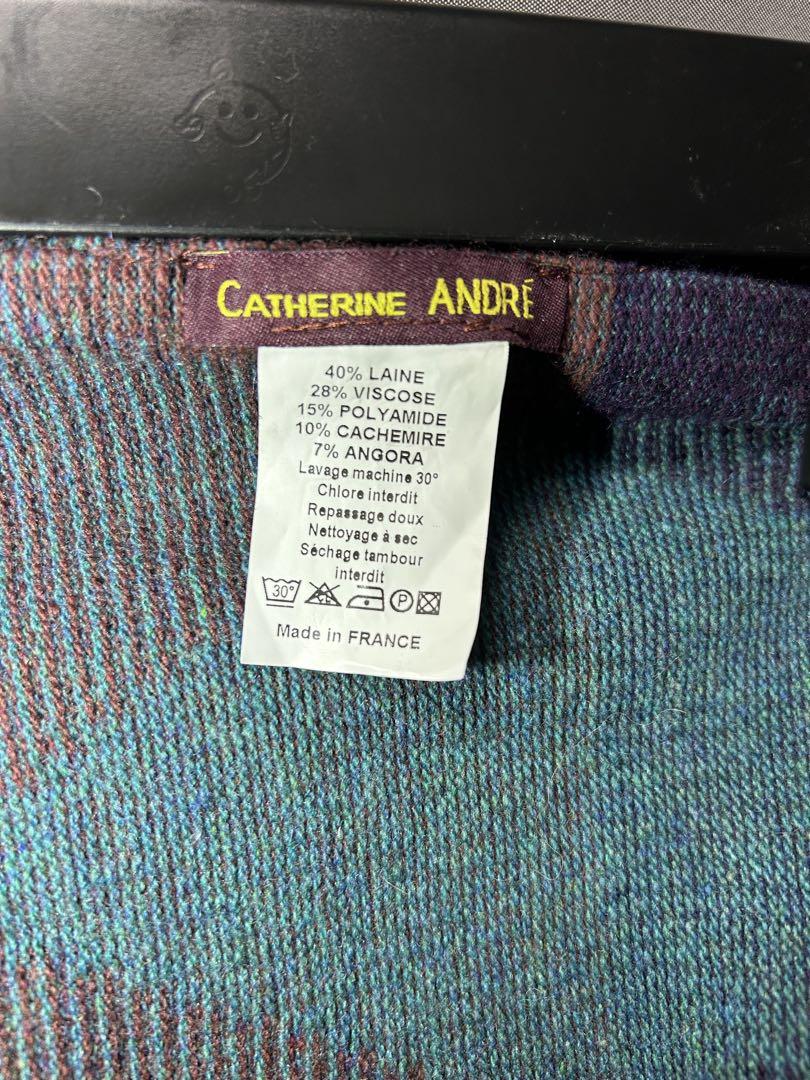 CATHERINE ANDRÉ
40% LAINE
28% VISCOSE
15% POLYAMIDE
10% CACHEMIRE
7% ANGORA
Lavage machine 30°
Chlore interdit
Repassage doux
Nettoyage à sec
Séchage tambour
interdit
30° CL P
Made in FRANCE